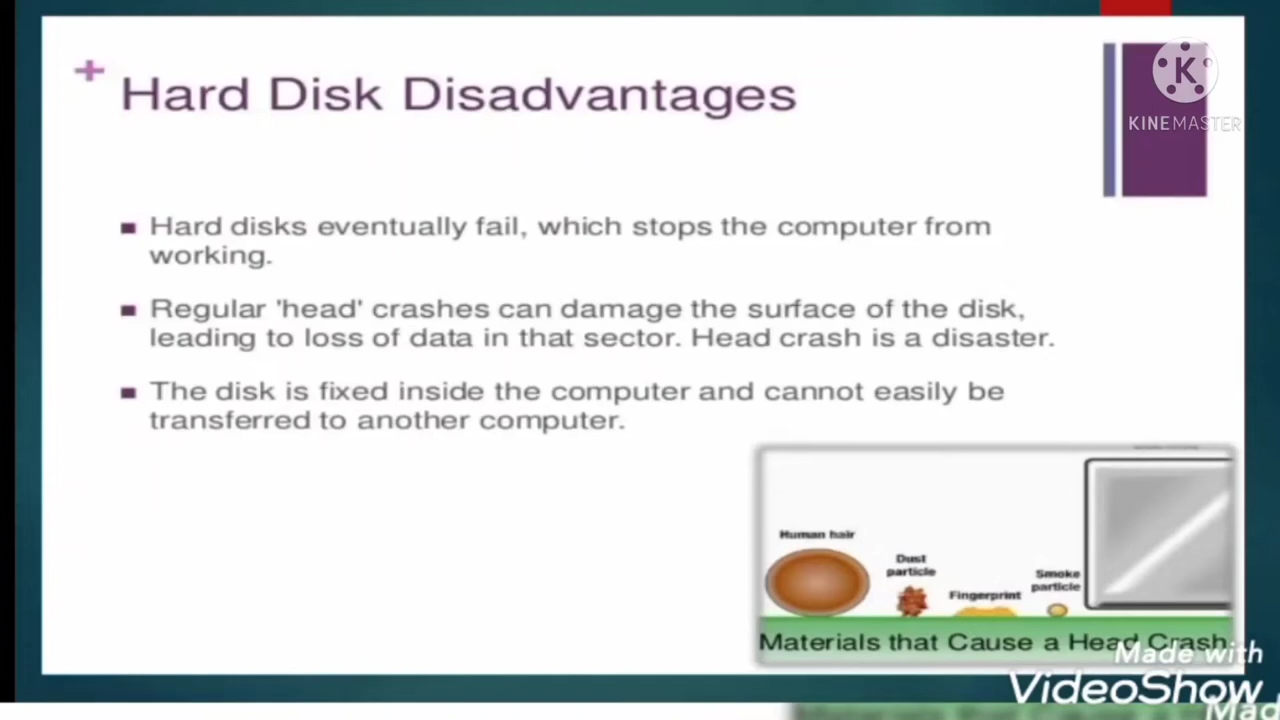 +
Hard Disk Disadvantages
KINEMASTER
Hard disks eventually fail, which stops the computer from
working.
Regular 'head' crashes can damage the surface of the disk,
leading to loss of data in that sector. Head crash is a disaster.
The disk is fixed inside the computer and cannot easily be
transferred to another computer.
Human hair
Dust
particle
Fingerprint
Smoke
particle
Materials that Cause a Head Crash
Made with
VideoShow
Mad